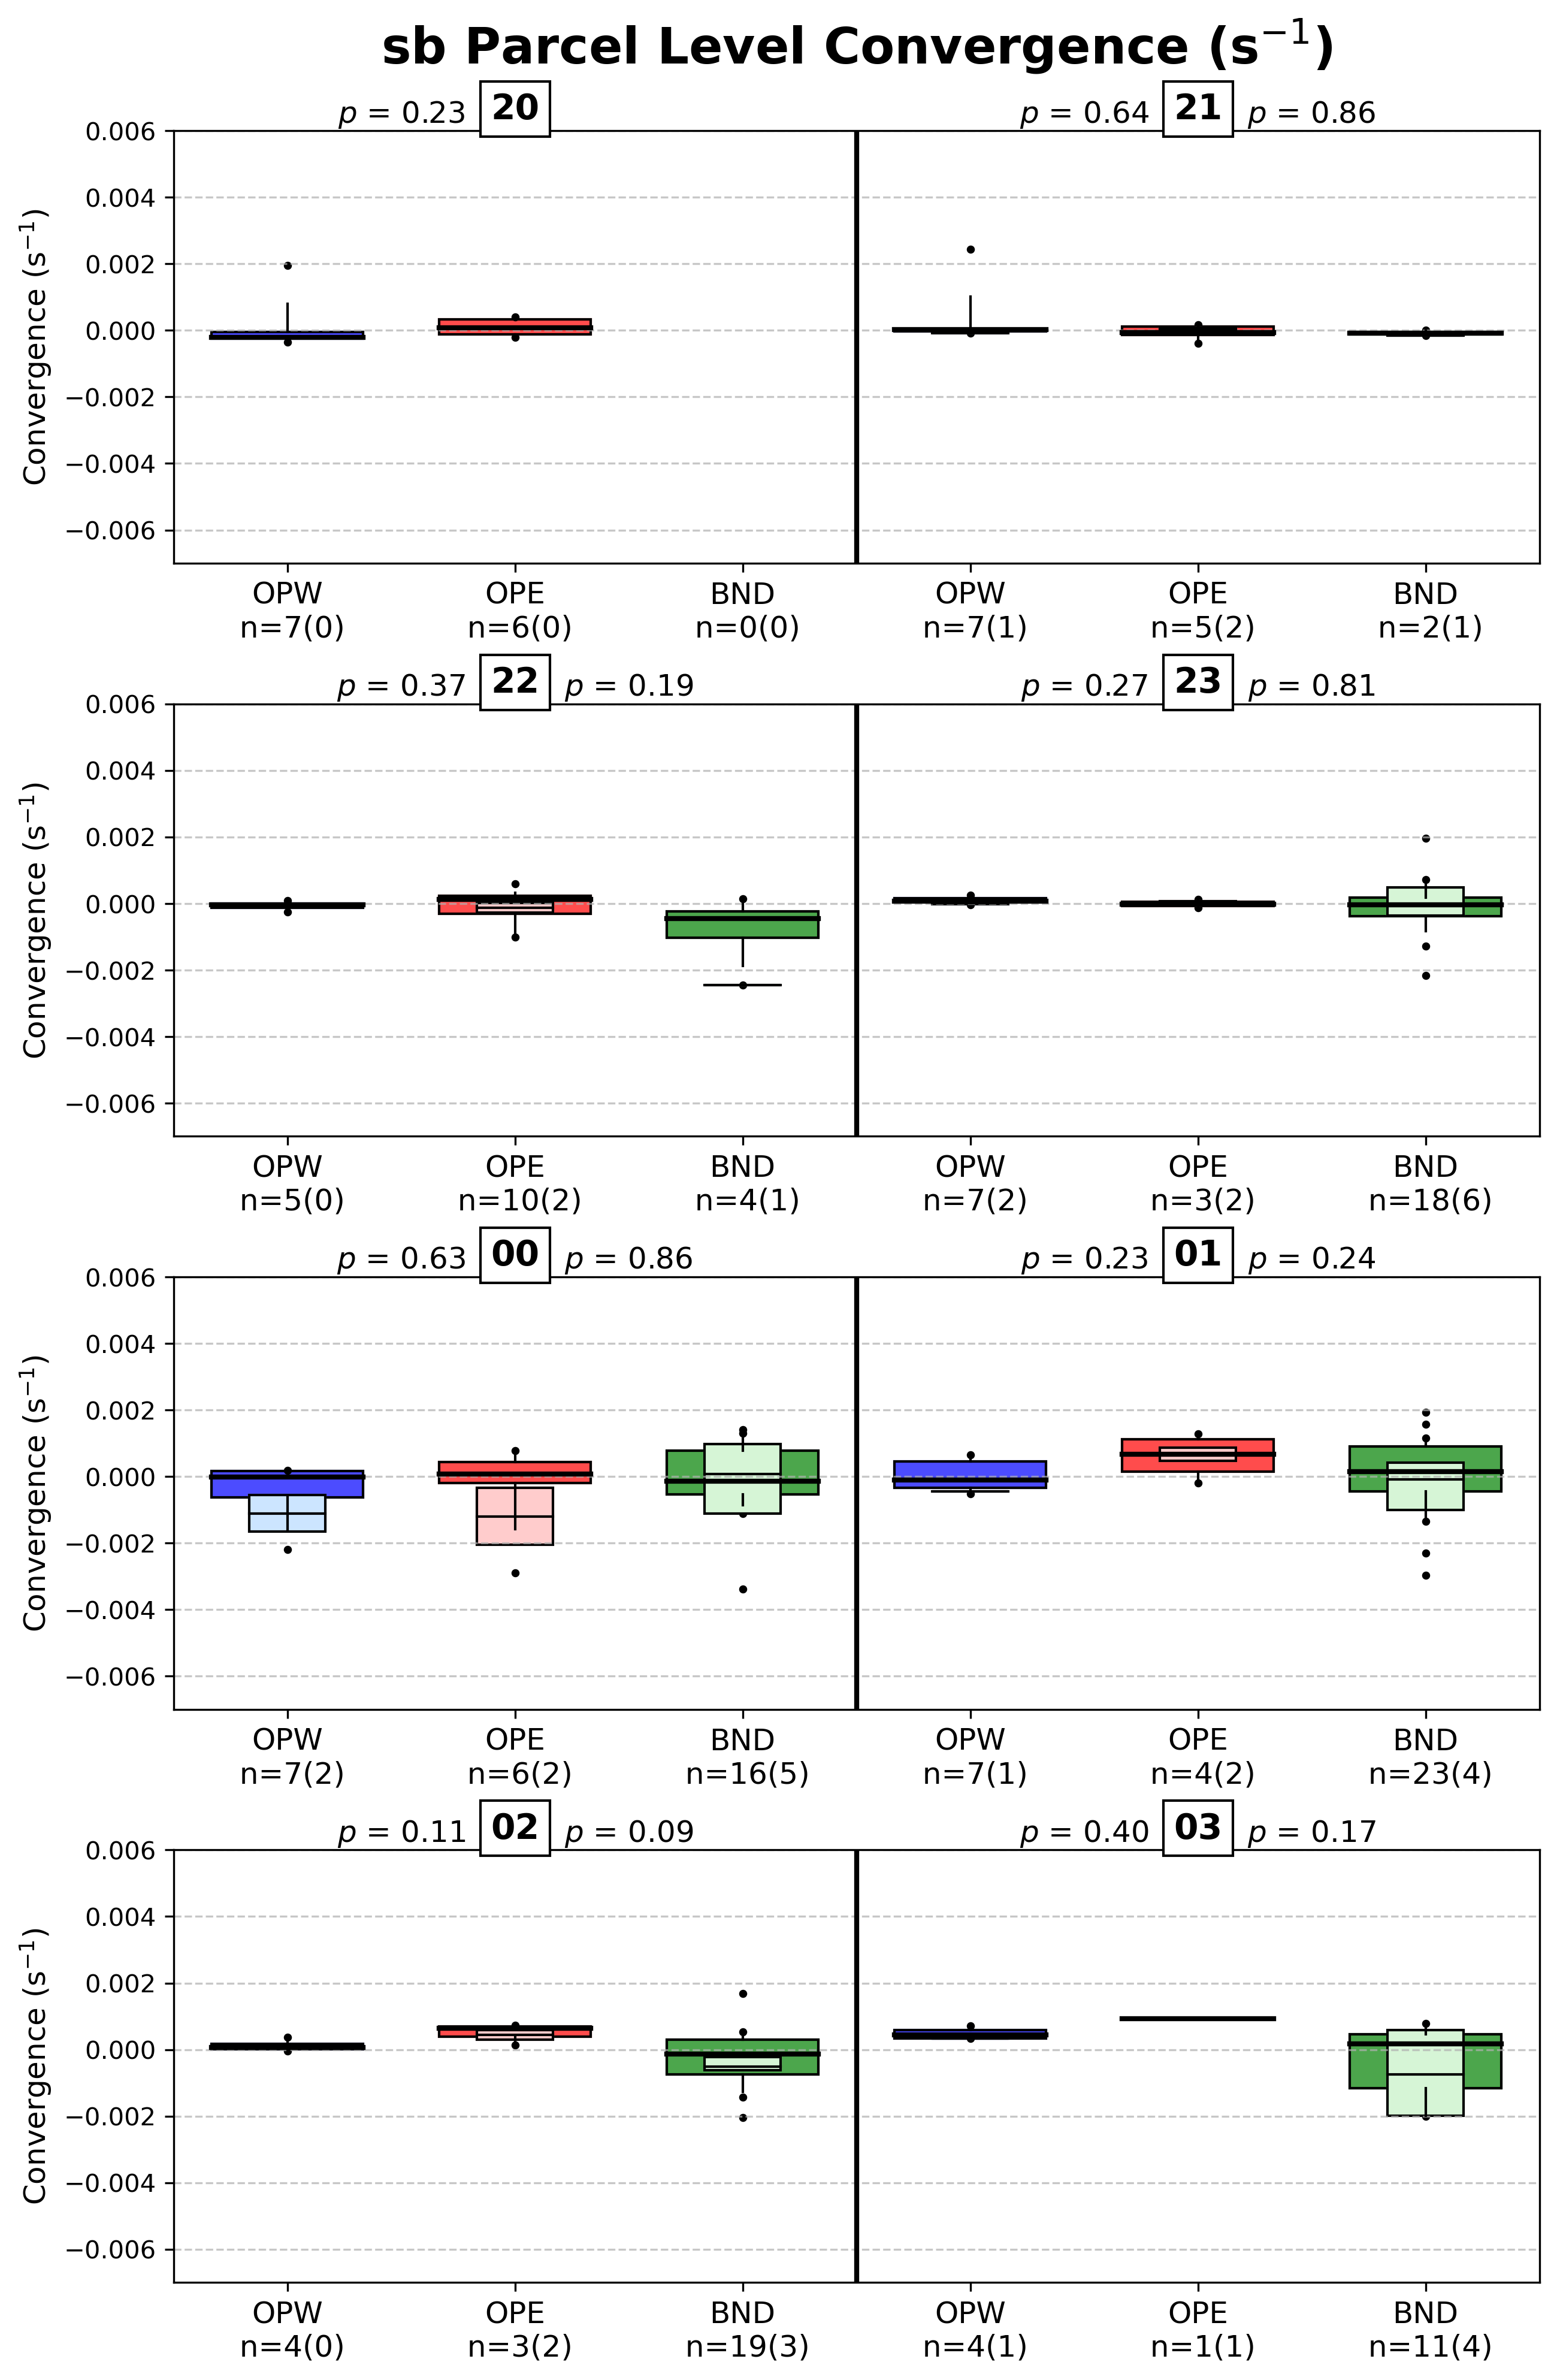 sb Parcel Level Convergence (s⁻¹)
p = 0.23 20
p = 0.64 21 p = 0.86
0.006
0.004
0.002
0.000
−0.002
−0.004
−0.006
Convergence (s⁻¹)
OPW OPE BND OPW OPE BND
n=7(0) n=6(0) n=0(0) n=7(1) n=5(2) n=2(1)
p = 0.37 22 p = 0.19
p = 0.27 23 p = 0.81
0.006
0.004
0.002
0.000
−0.002
−0.004
−0.006
Convergence (s⁻¹)
OPW OPE BND OPW OPE BND
n=5(0) n=10(2) n=4(1) n=7(2) n=3(2) n=18(6)
p = 0.63 00 p = 0.86
p = 0.23 01 p = 0.24
0.006
0.004
0.002
0.000
−0.002
−0.004
−0.006
Convergence (s⁻¹)
OPW OPE BND OPW OPE BND
n=7(2) n=6(2) n=16(5) n=7(1) n=4(2) n=23(4)
p = 0.11 02 p = 0.09
p = 0.40 03 p = 0.17
0.006
0.004
0.002
0.000
−0.002
−0.004
−0.006
Convergence (s⁻¹)
OPW OPE BND OPW OPE BND
n=4(0) n=3(2) n=19(3) n=4(1) n=1(1) n=11(4)